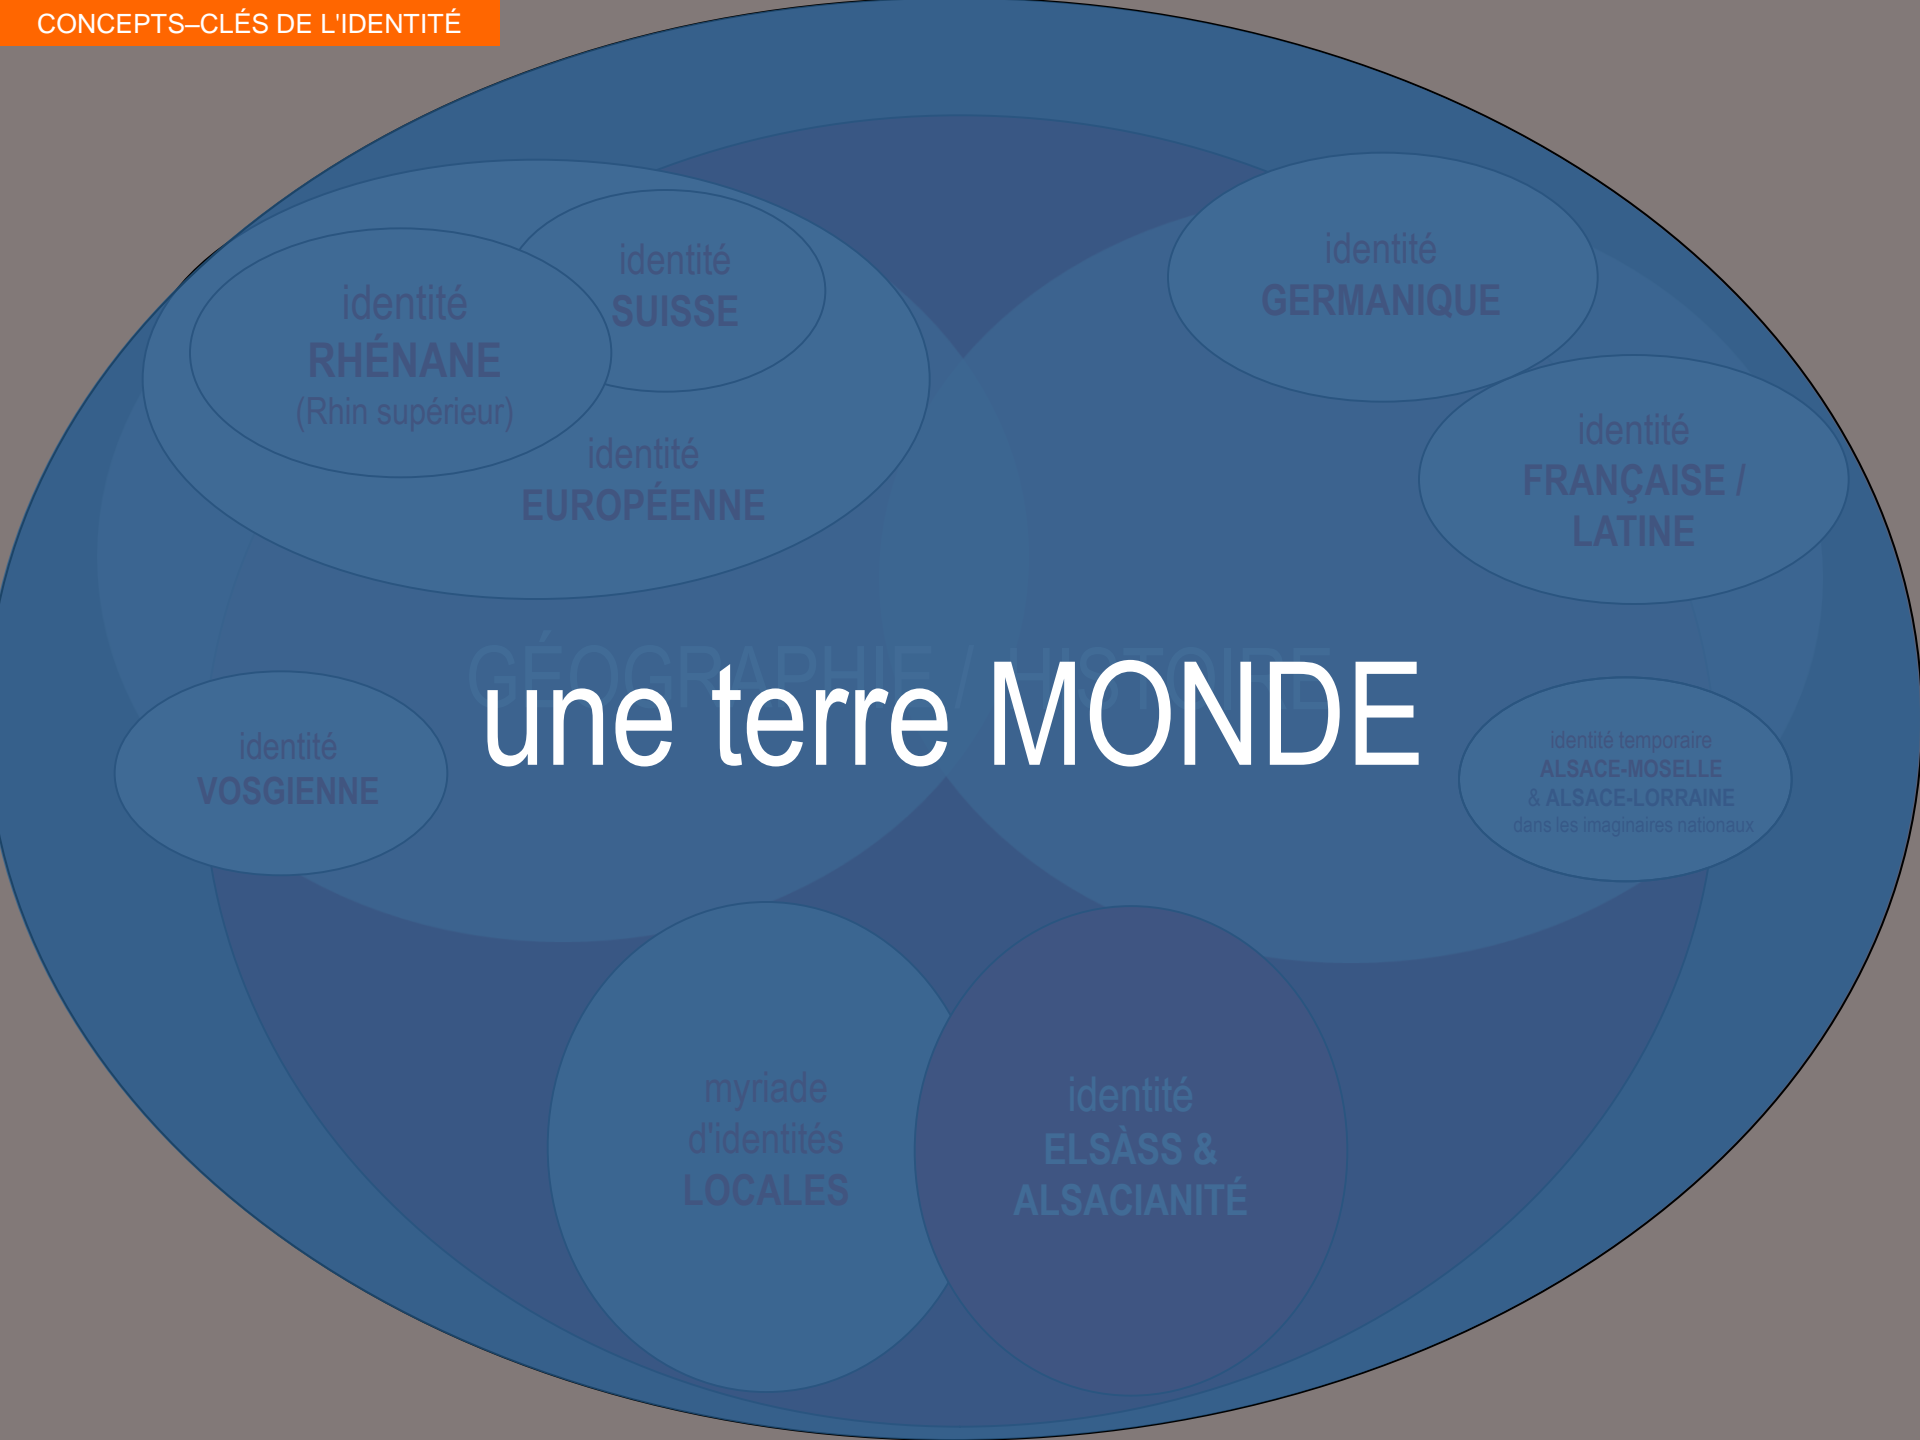 CONCEPTS–CLÉS DE L'IDENTITÉ
identité
SUISSE
identité
RHÉNANE
(Rhin supérieur)
identité
EUROPÉENNE
identité
GERMANIQUE
identité
FRANÇAISE /
LATINE
GÉOGRAPHIE / HISTOIRE
une terre MONDE
identité
VOSGIENNE
identité temporaire
ALSACE-MOSELLE
& ALSACE-LORRAINE
dans les imaginaires nationaux
myriade
d'identités
LOCALES
identité
ELSÀSS &
ALSACIANITÉ